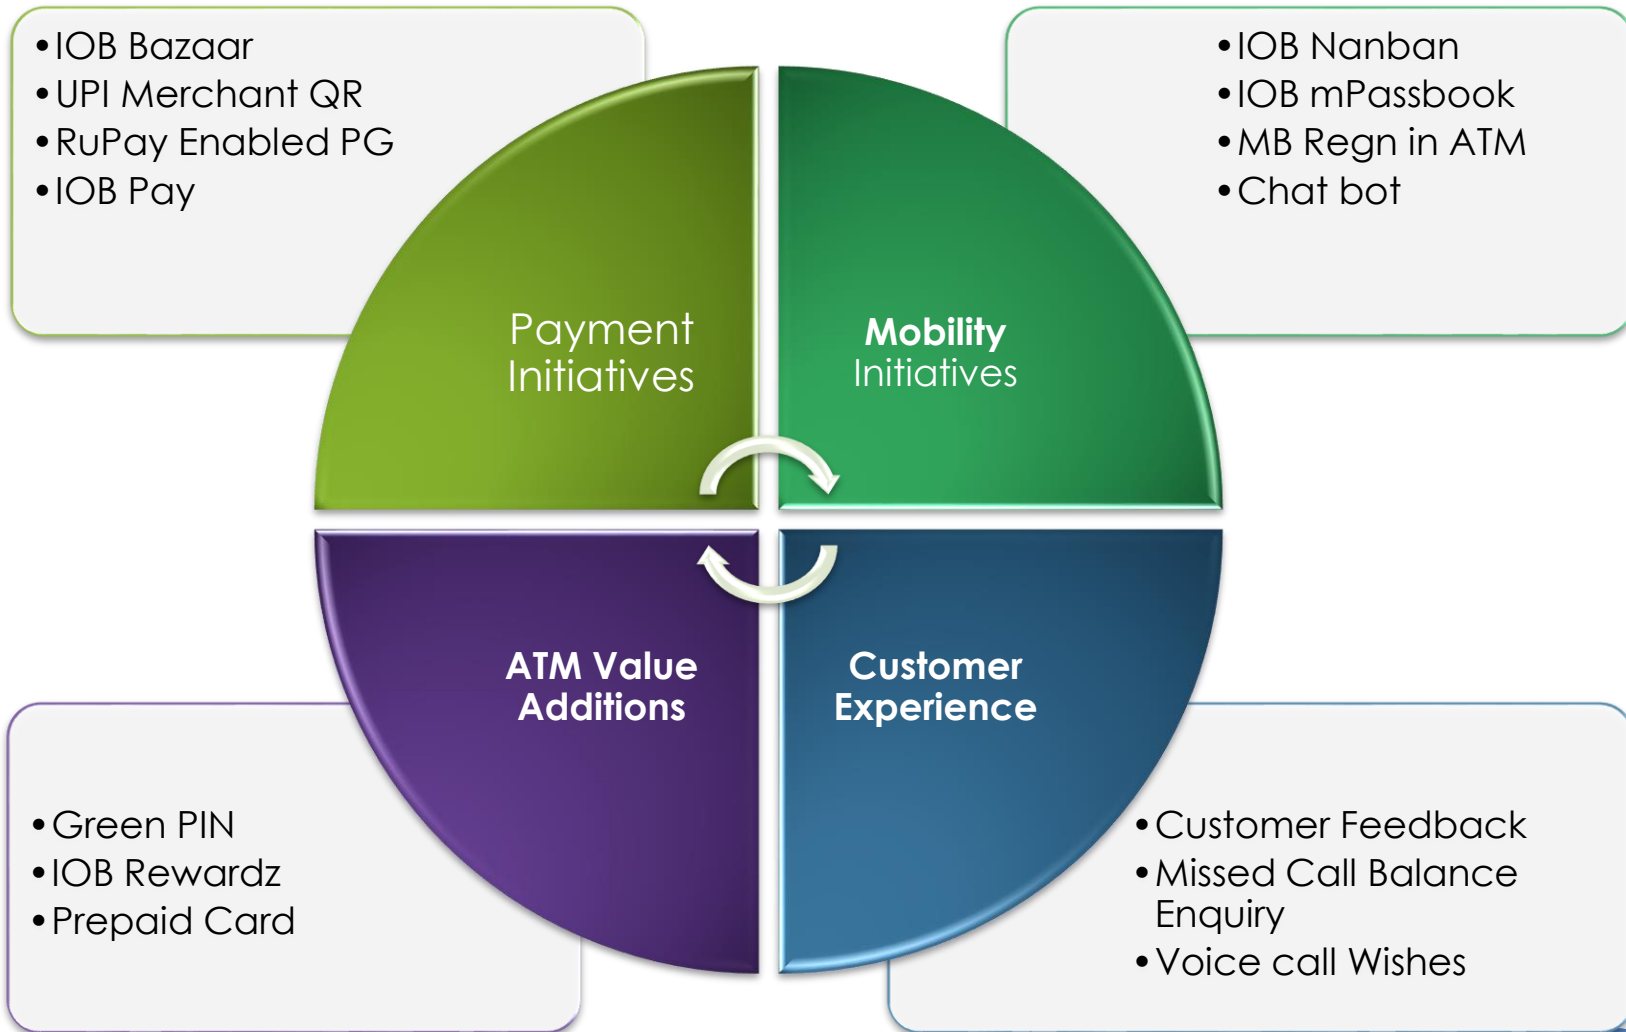 •IOB Bazaar
•UPI Merchant QR
•RuPay Enabled PG
•IOB Pay
•IOB Nanban
•IOB mPassbook
•MB Regn in ATM
•Chat bot
Payment
Initiatives
Mobility
Initiatives
ATM Value
Additions
Customer
Experience
•Green PIN
•IOB Rewardz
•Prepaid Card
•Customer Feedback
•Missed Call Balance
Enquiry
•Voice call Wishes